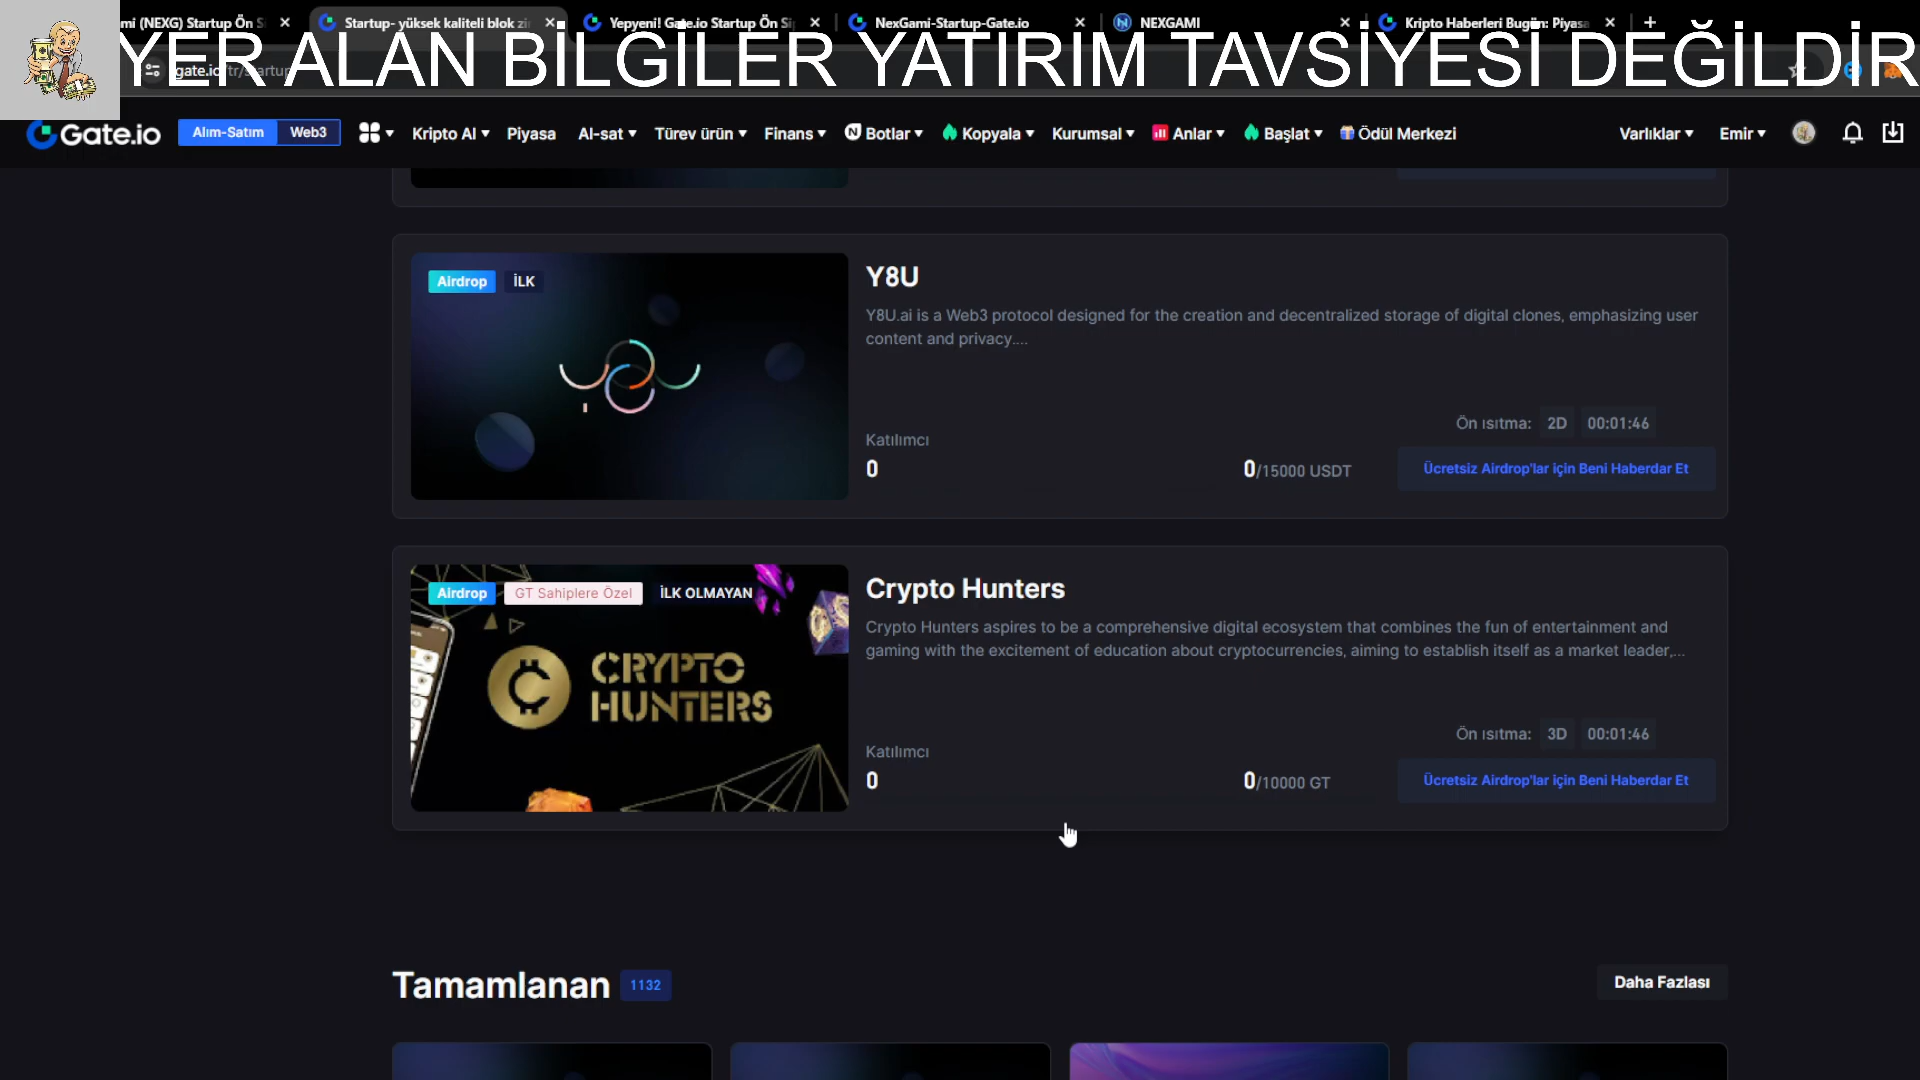 mi (NEXG) Startup Ön S
Startup- yüksek kaliteli blok zi
Yepyeni! Gate.io Startup Ön Si
NexGami-Startup-Gate.io
NEXGAMI
Kripto Haberleri Bugün: Piyasa
YER ALAN BİLGİLER YATIRIM TAVSİYESİ DEĞİLDİR
gate.io/tr/startup
Gate.io
Alım-Satım
Web3
Kripto Al
Piyasa
Al-sat
Türev ürün
Finans
Botlar
Kopyala
Kurumsal
Anlar
Başlat
Ödül Merkezi
Varlıklar
Emir
Airdrop
İLK
Y8U
Y8U.ai is a Web3 protocol designed for the creation and decentralized storage of digital clones, emphasizing user
content and privacy....
Ön ısıtma: 2D 00:01:46
Katılımcı
0
0/15000 USDT
Ücretsiz Airdrop'lar için Beni Haberdar Et
Airdrop
GT Sahiplere Özel
İLK OLMAYAN
CRYPTO
HUNTERS
Crypto Hunters
Crypto Hunters aspires to be a comprehensive digital ecosystem that combines the fun of entertainment and
gaming with the excitement of education about cryptocurrencies, aiming to establish itself as a market leader,...
Ön ısıtma: 3D 00:01:46
Katılımcı
0
0/10000 GT
Ücretsiz Airdrop'lar için Beni Haberdar Et
Tamamlanan 1132
Daha Fazlası